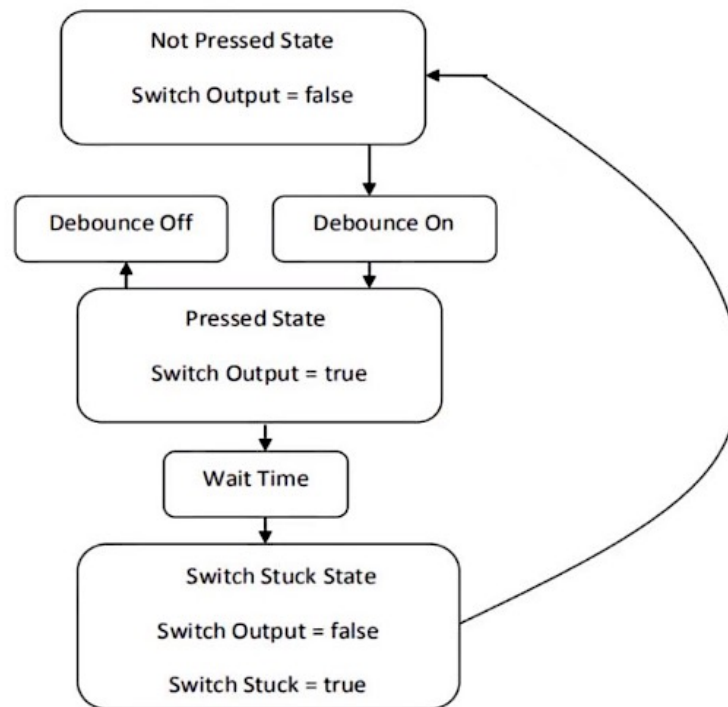 Not Pressed State
Switch Output = false
Debounce Off
Debounce On
Pressed State
Switch Output = true
Wait Time
Switch Stuck State
Switch Output = false
Switch Stuck = true